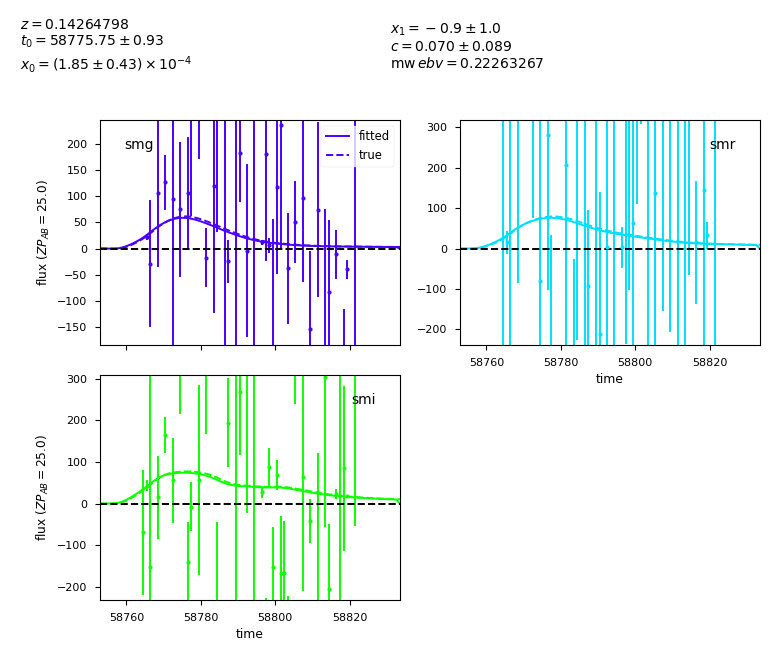 z = 0.14264798
t₀ = 58775.75 ± 0.93
x₀ = (1.85 ± 0.43) × 10⁻⁴
x₁ = −0.9 ± 1.0
c = 0.070 ± 0.089
mw ebv = 0.22263267
smg
fitted
true
200
150
100
50
0
−50
−100
−150
flux (ZP_AB = 25.0)
smr
300
200
100
0
−100
−200
58760 58780 58800 58820
time
smi
300
200
100
0
−100
−200
flux (ZP_AB = 25.0)
58760 58780 58800 58820
time